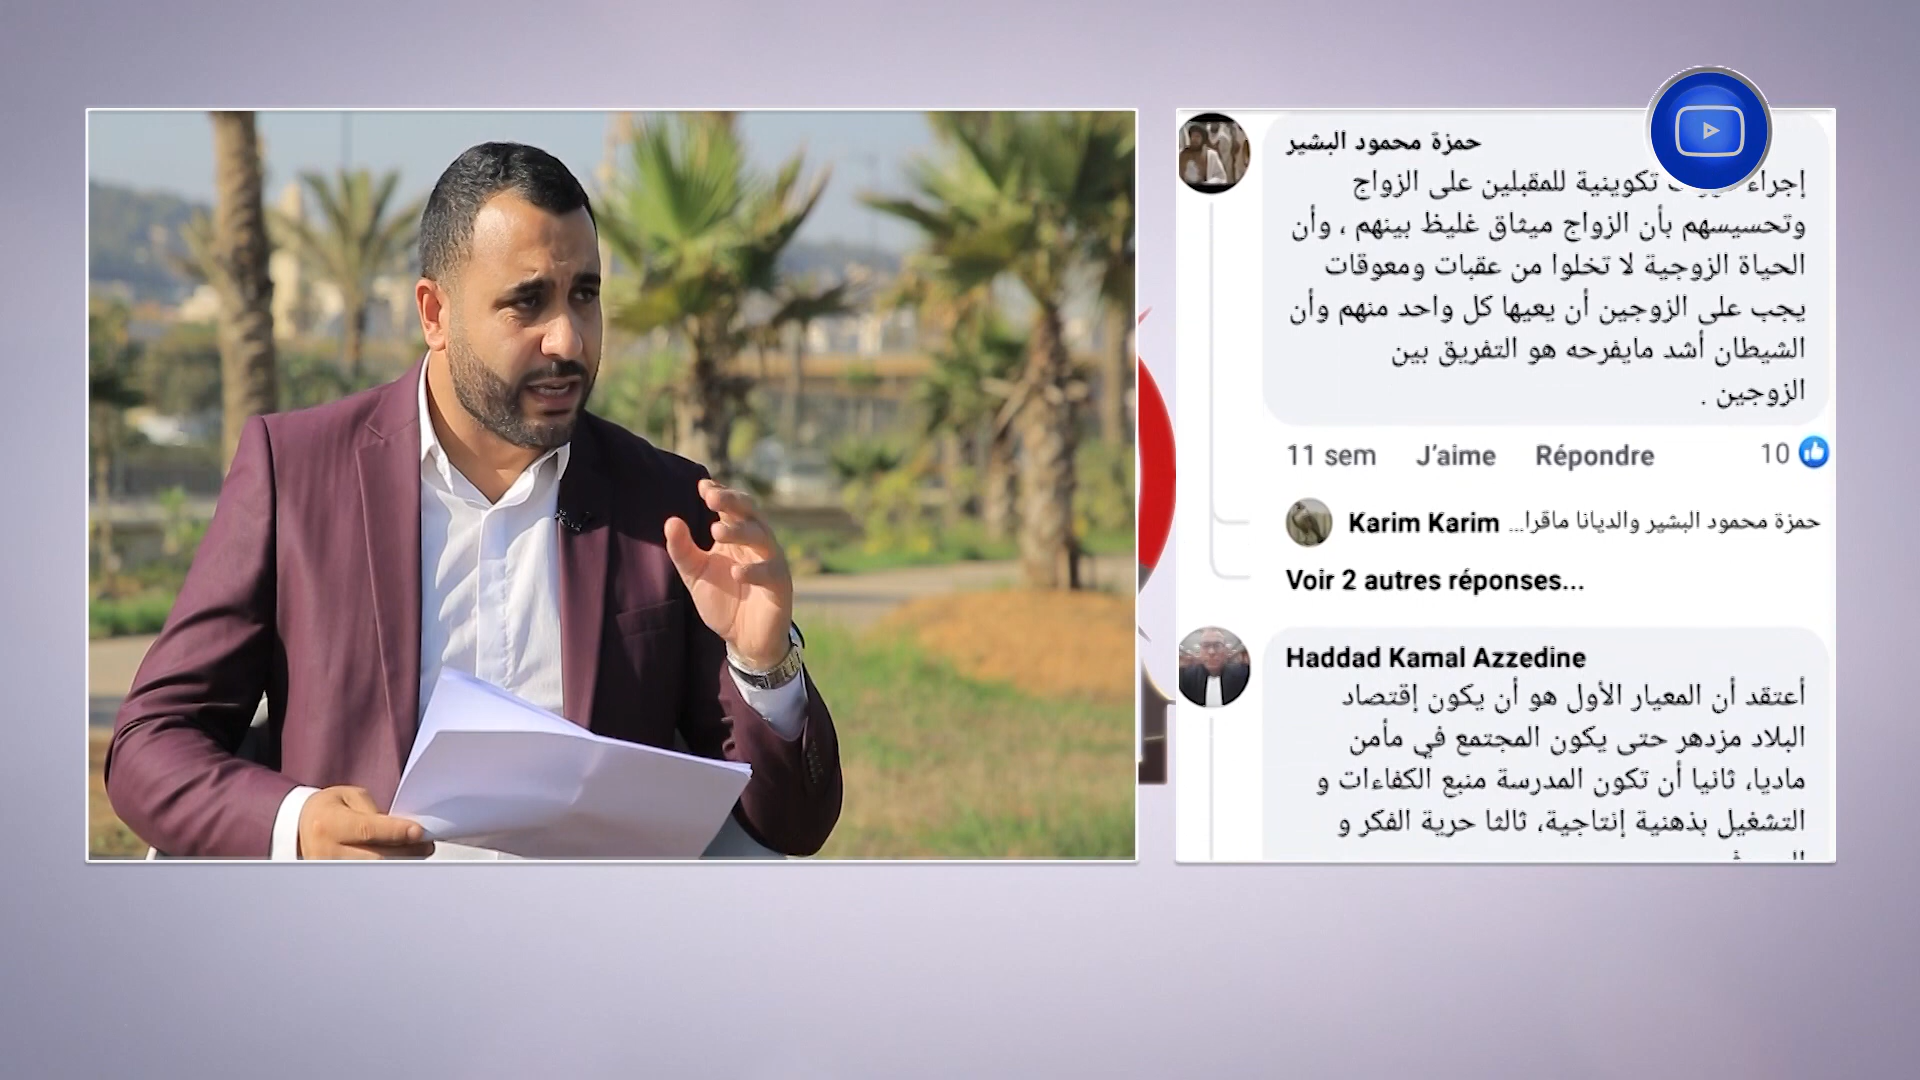 حمزة محمود البشير
إجراء تكوينية للمقبلين على الزواج
وتحسيسهم بأن الزواج ميثاق غليظ بينهم ، وأن
الحياة الزوجية لا تخلوا من عقبات ومعوقات
يجب على الزوجين أن يعيها كل واحد منهم وأن
الشيطان أشد مايفرحه هو التفريق بين
الزوجين .
11 sem J'aime Répondre 10
Karim Karim حمزة محمود البشير والديانا ماقرا...
Voir 2 autres réponses...
Haddad Kamal Azzedine
أعتقد أن المعيار الأول هو أن يكون إقتصاد
البلاد مزدهر حتى يكون المجتمع في مأمن
ماديا، ثانيا أن تكون المدرسة منبع الكفاءات و
التشغيل بذهنية إنتاجية، ثالثا حرية الفكر و